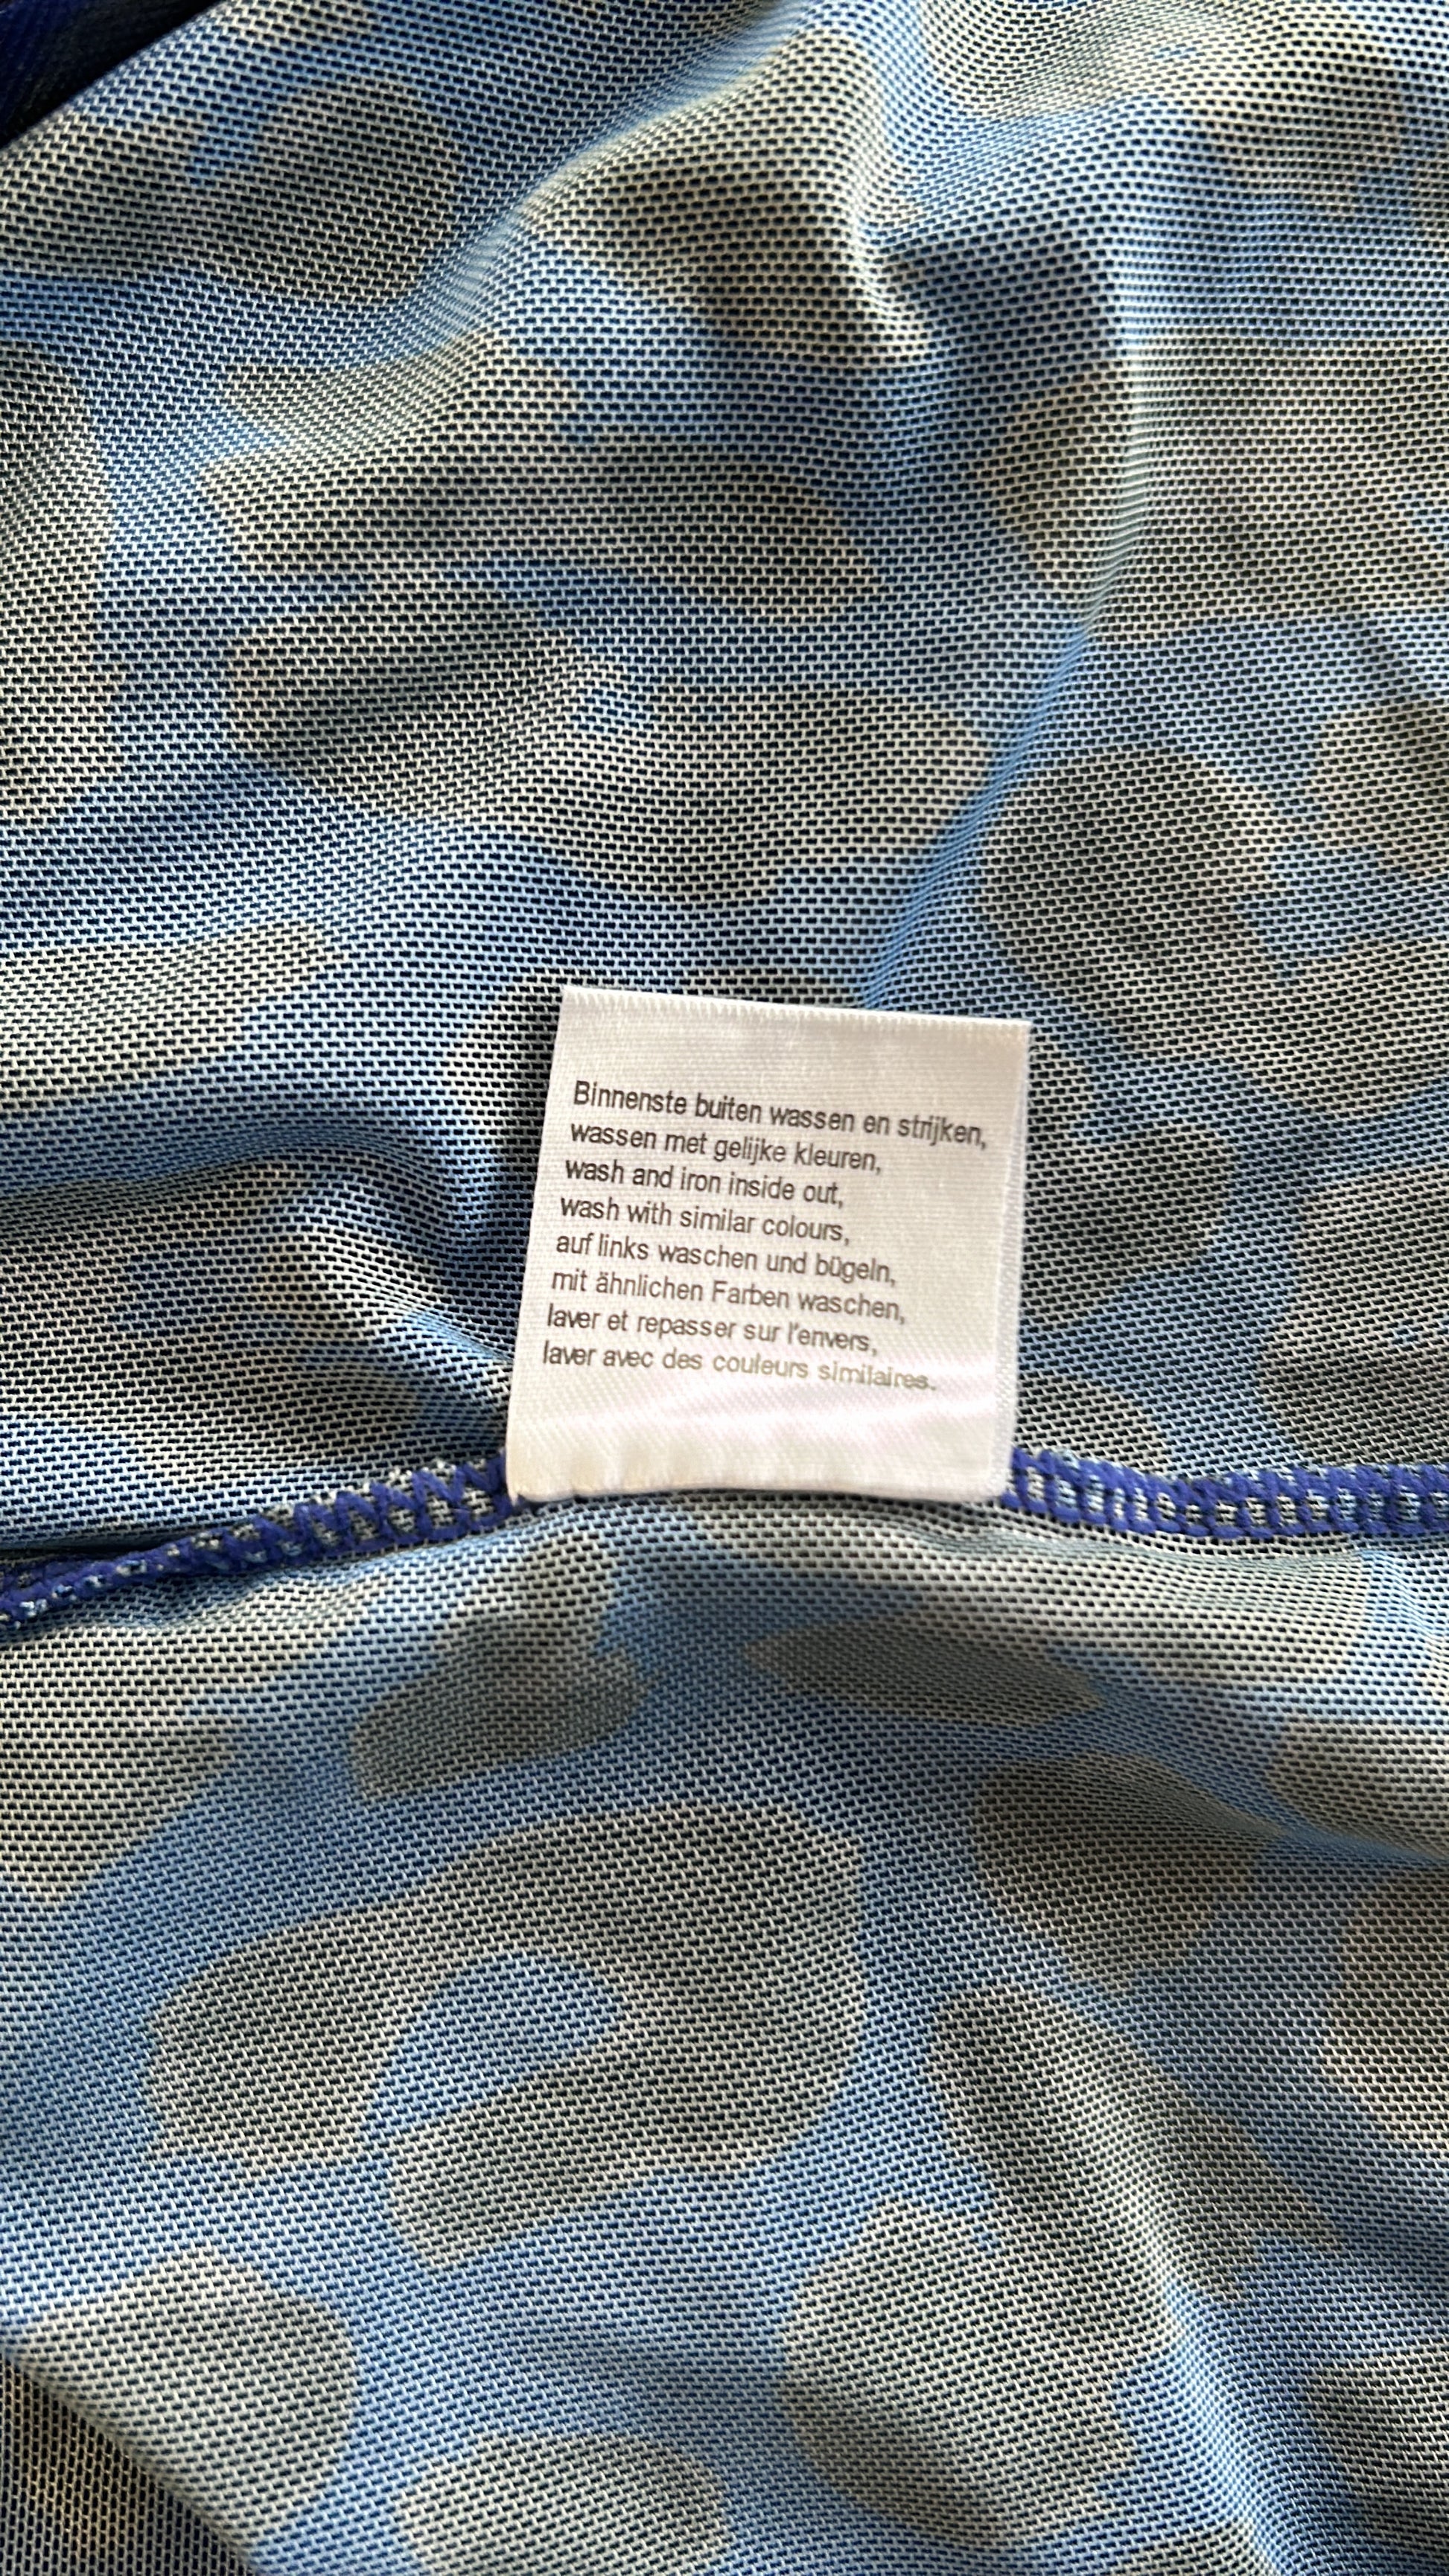 Binnenste buiten wassen en strijken,
wassen met gelijke kleuren,
wash and iron inside out,
wash with similar colours,
auf links waschen und bügeln,
mit ähnlichen Farben waschen,
laver et repasser sur l'envers,
laver avec des couleurs similaires.